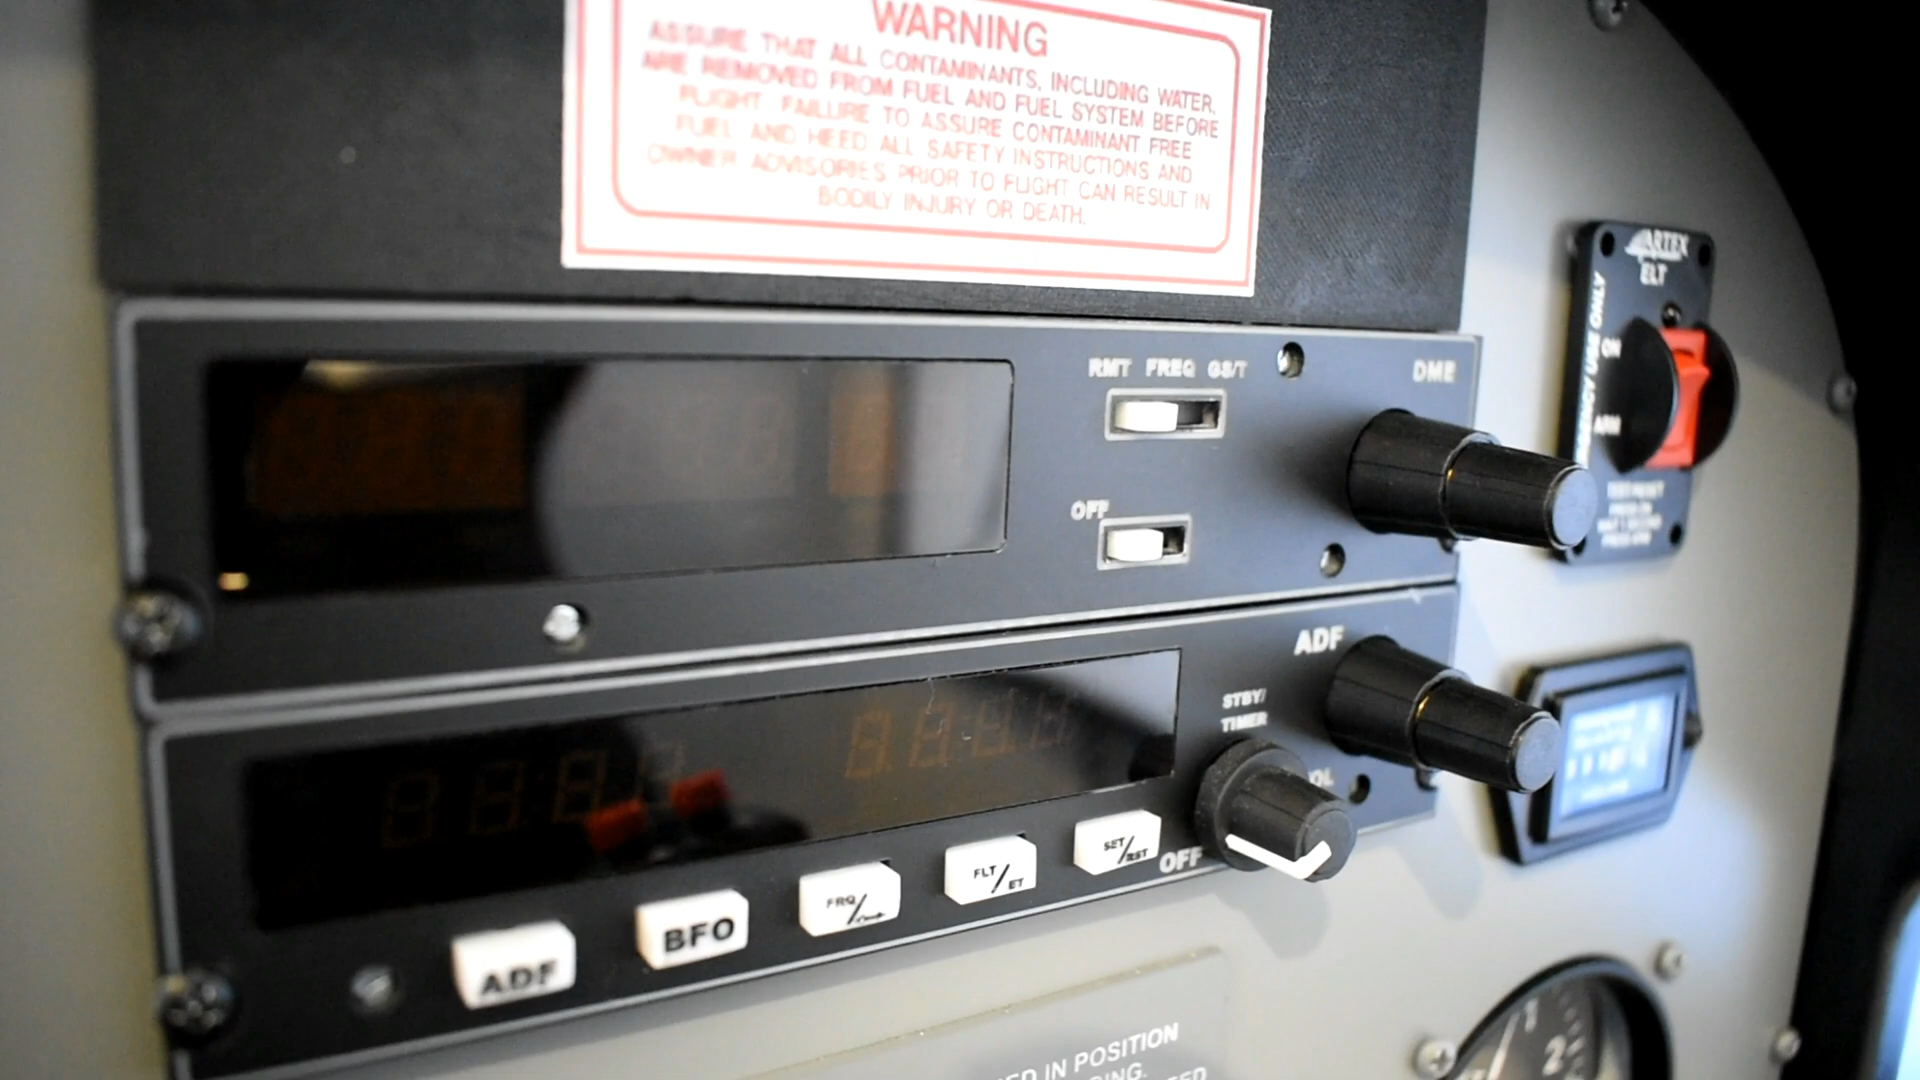 WARNING
ASSURE THAT ALL CONTAMINANTS, INCLUDING WATER,
ARE REMOVED FROM FUEL AND FUEL SYSTEM BEFORE
FLIGHT. FAILURE TO ASSURE CONTAMINANT FREE
FUEL AND HEED ALL SAFETY INSTRUCTIONS AND
OWNER ADVISORIES PRIOR TO FLIGHT CAN RESULT IN
BODILY INJURY OR DEATH.
ARTEX
ELT
USE ONLY
ON
ARM
RMT FREQ GS/T
DME
OFF
ADF
STBY/
TIMER
OFF
SET/RST
FLT/ET
FRQ/
BFO
ADF
IN POSITION
2